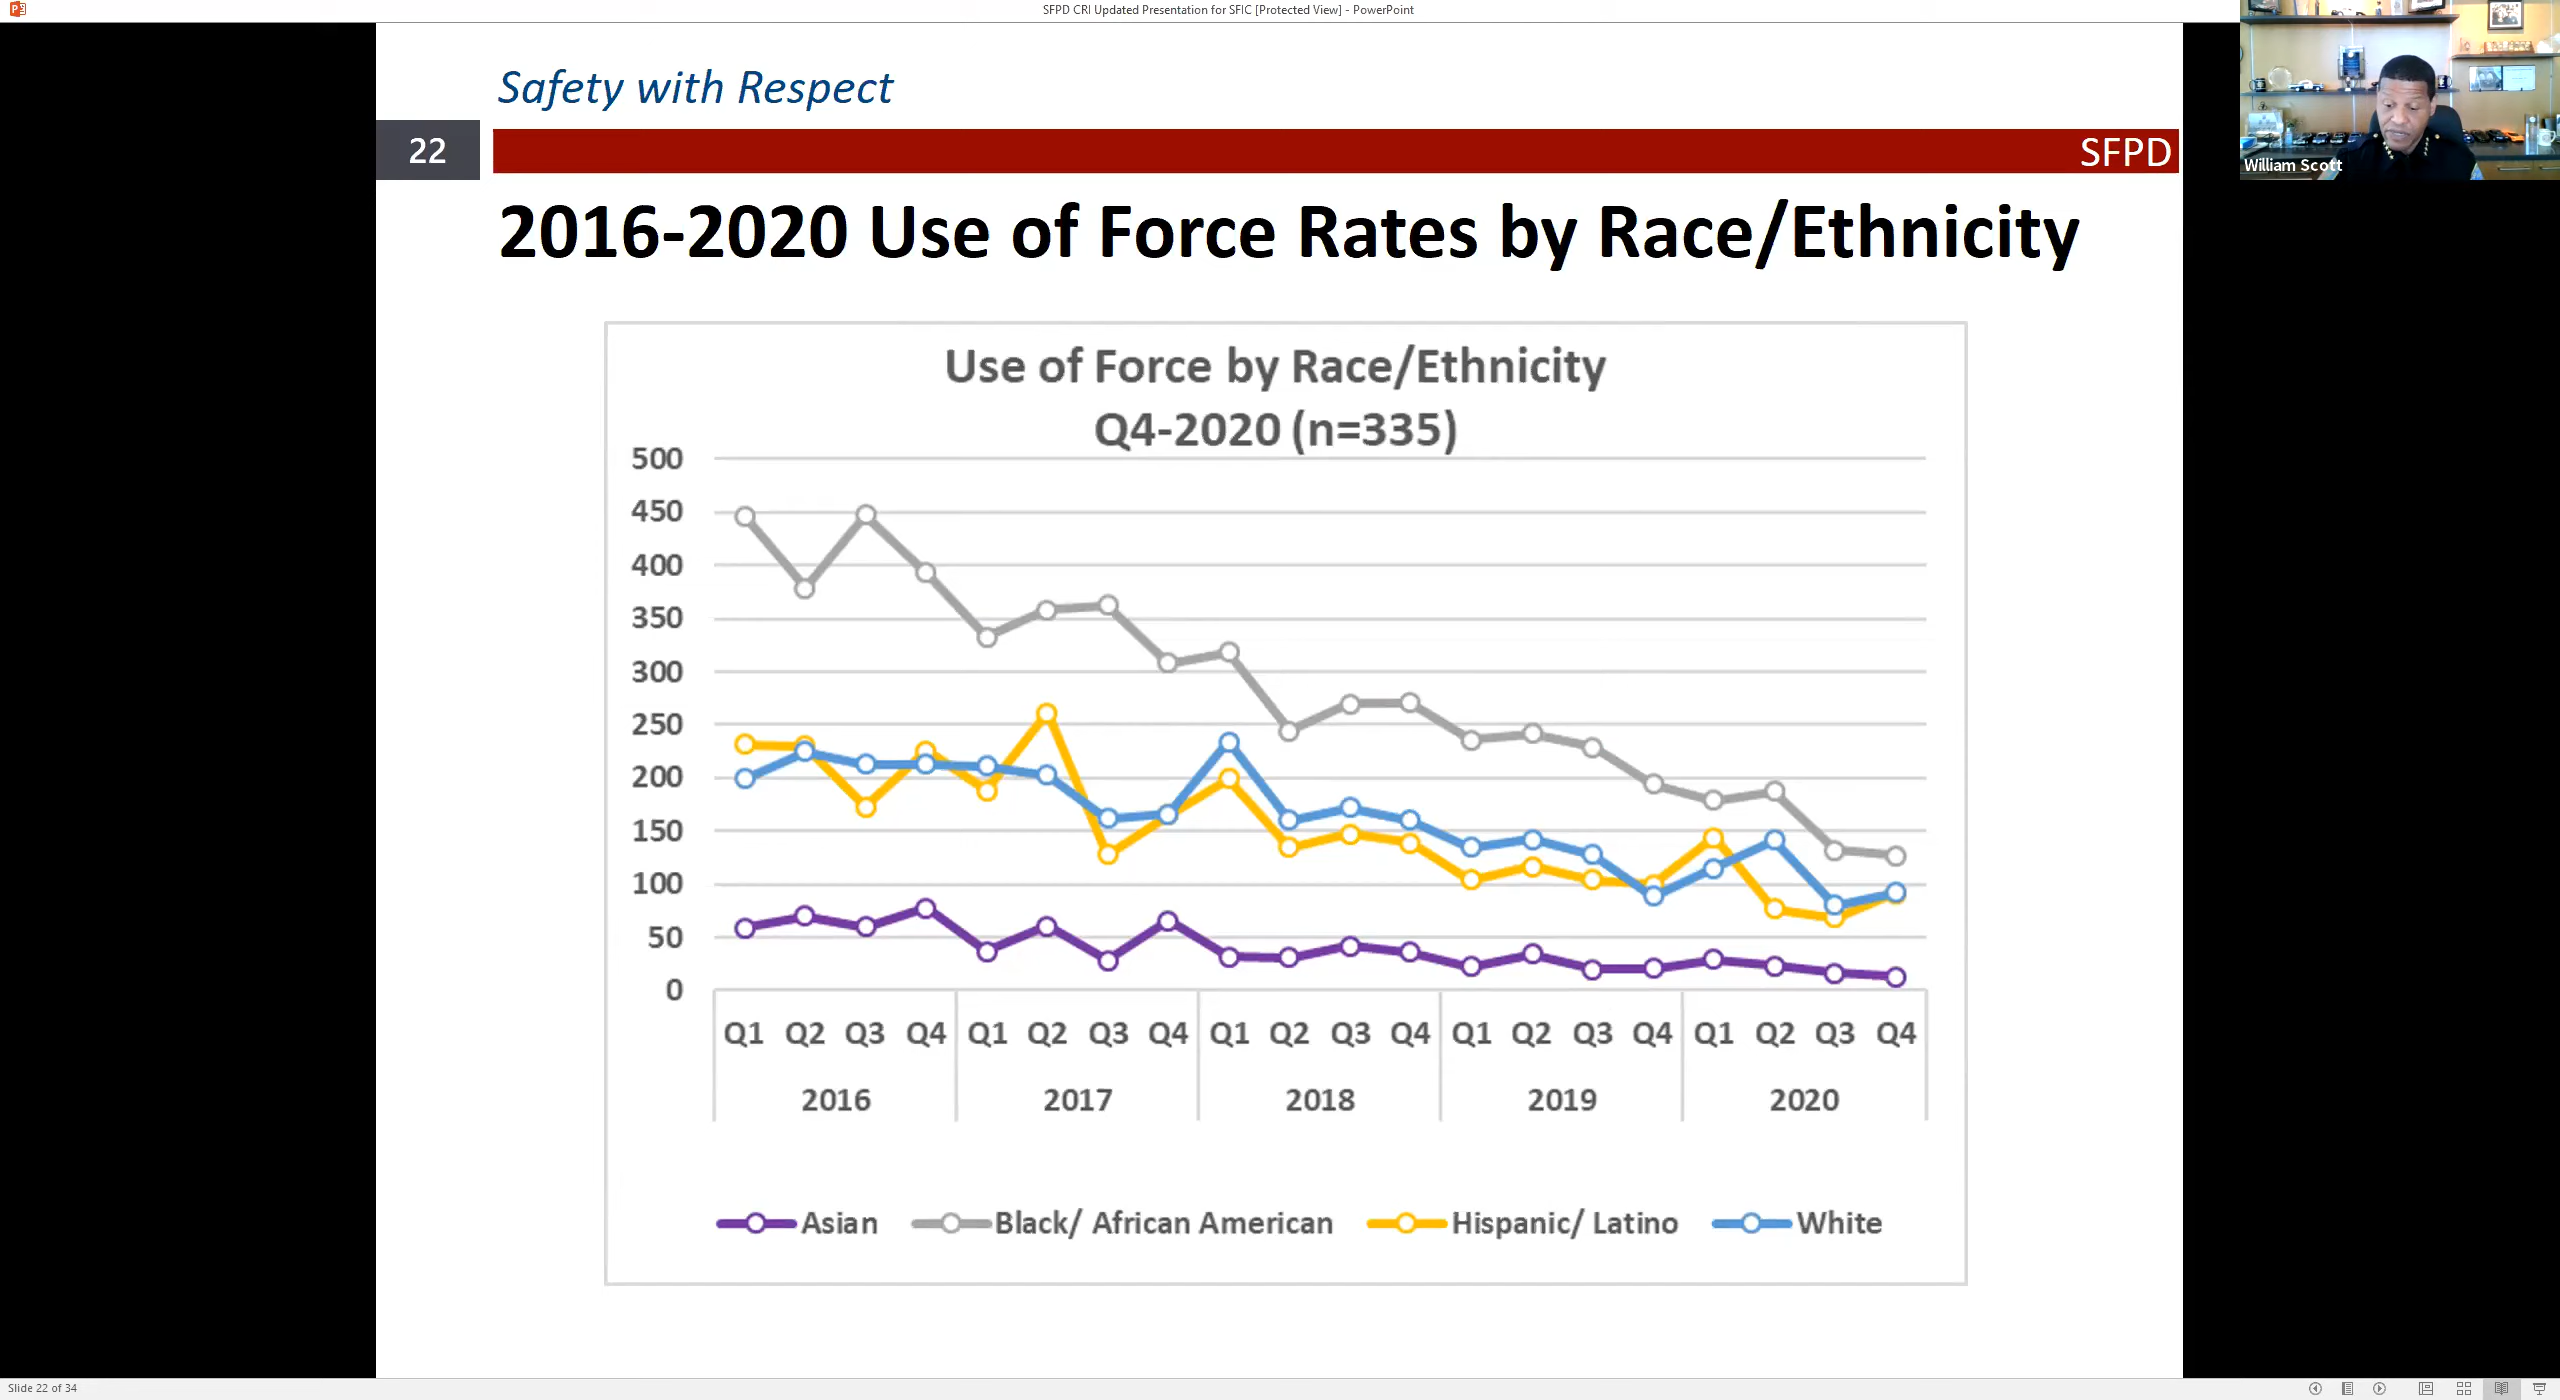 SFPD CRI Updated Presentation for SFIC [Protected View] - PowerPoint
William Scott
Safety with Respect
22
SFPD
2016-2020 Use of Force Rates by Race/Ethnicity
Use of Force by Race/Ethnicity
Q4-2020 (n=335)
500
450
400
350
300
250
200
150
100
50
0
Q1 Q2 Q3 Q4 Q1 Q2 Q3 Q4 Q1 Q2 Q3 Q4 Q1 Q2 Q3 Q4 Q1 Q2 Q3 Q4
2016 2017 2018 2019 2020
Asian Black/ African American Hispanic/ Latino White
Slide 22 of 34